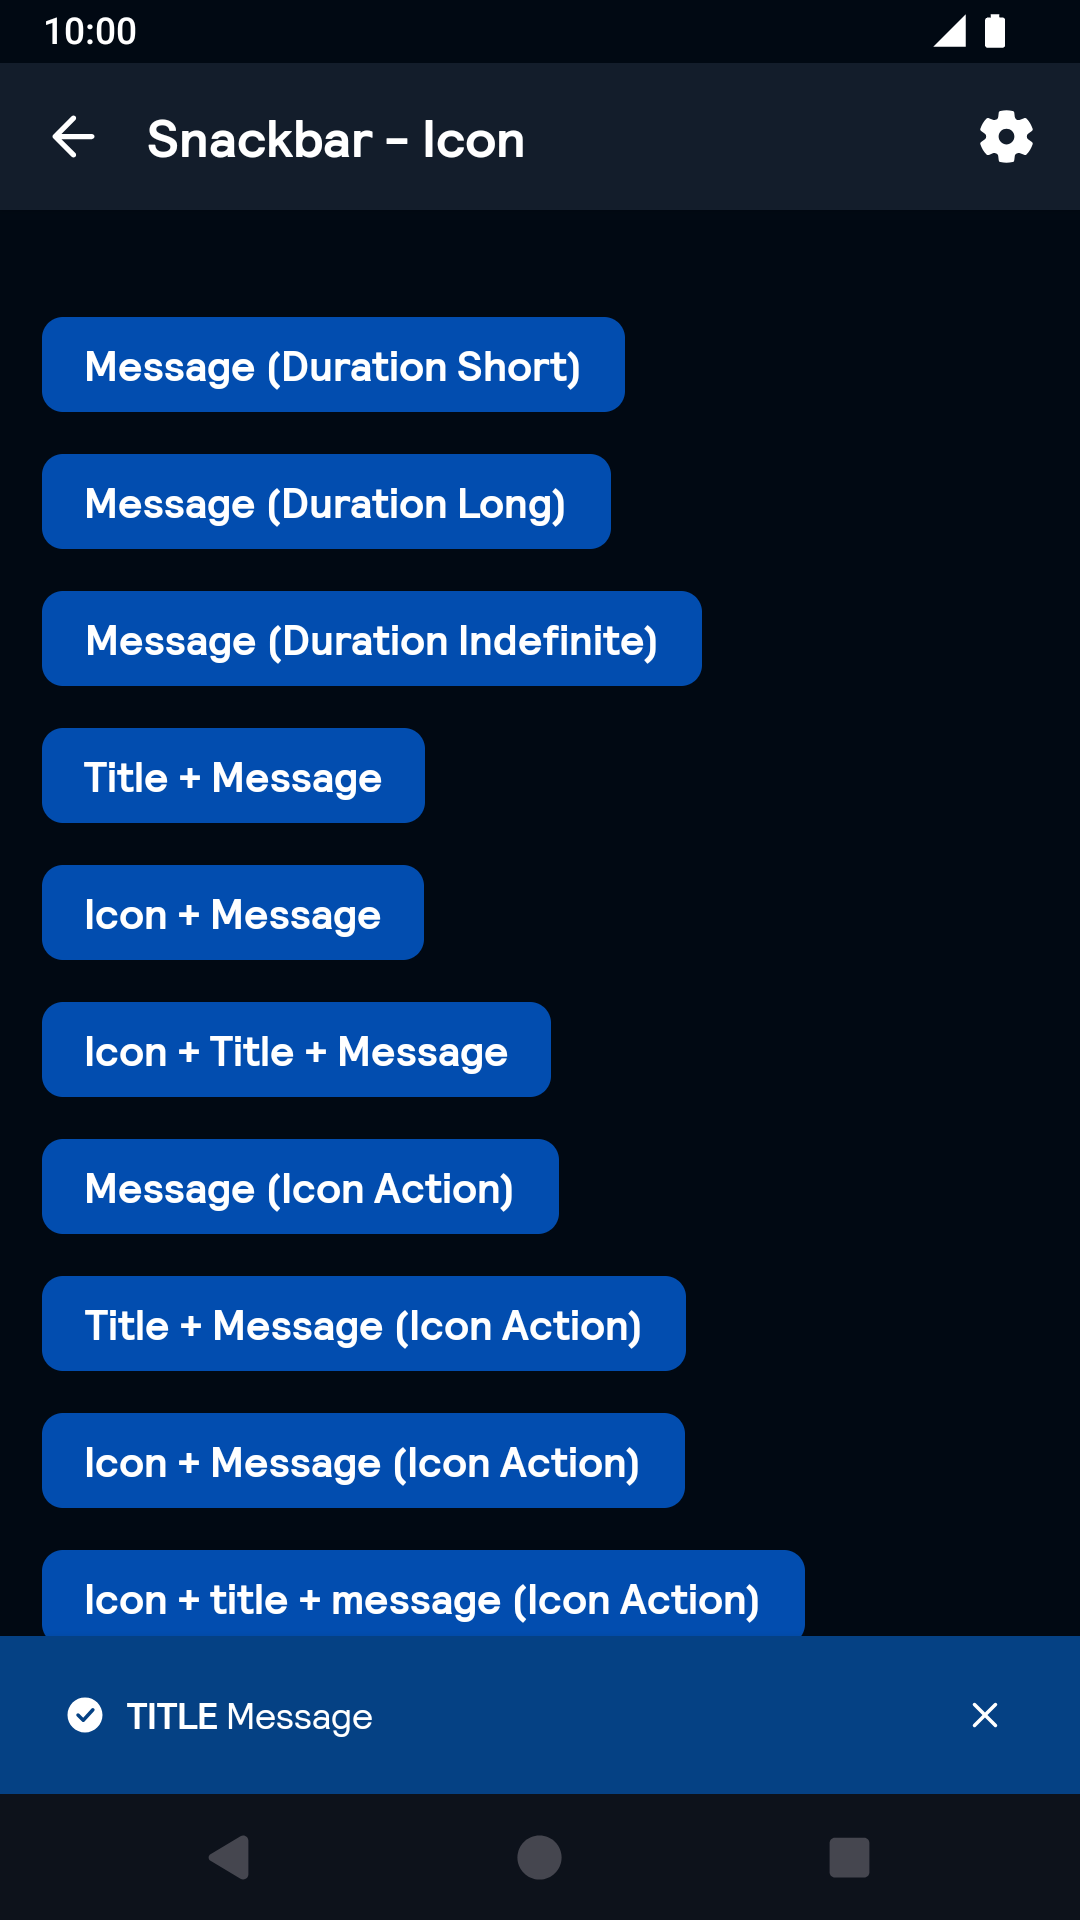 10:00
Snackbar - Icon
Message (Duration Short)
Message (Duration Long)
Message (Duration Indefinite)
Title + Message
Icon + Message
Icon + Title + Message
Message (Icon Action)
Title + Message (Icon Action)
Icon + Message (Icon Action)
Icon + title + message (Icon Action)
TITLE Message